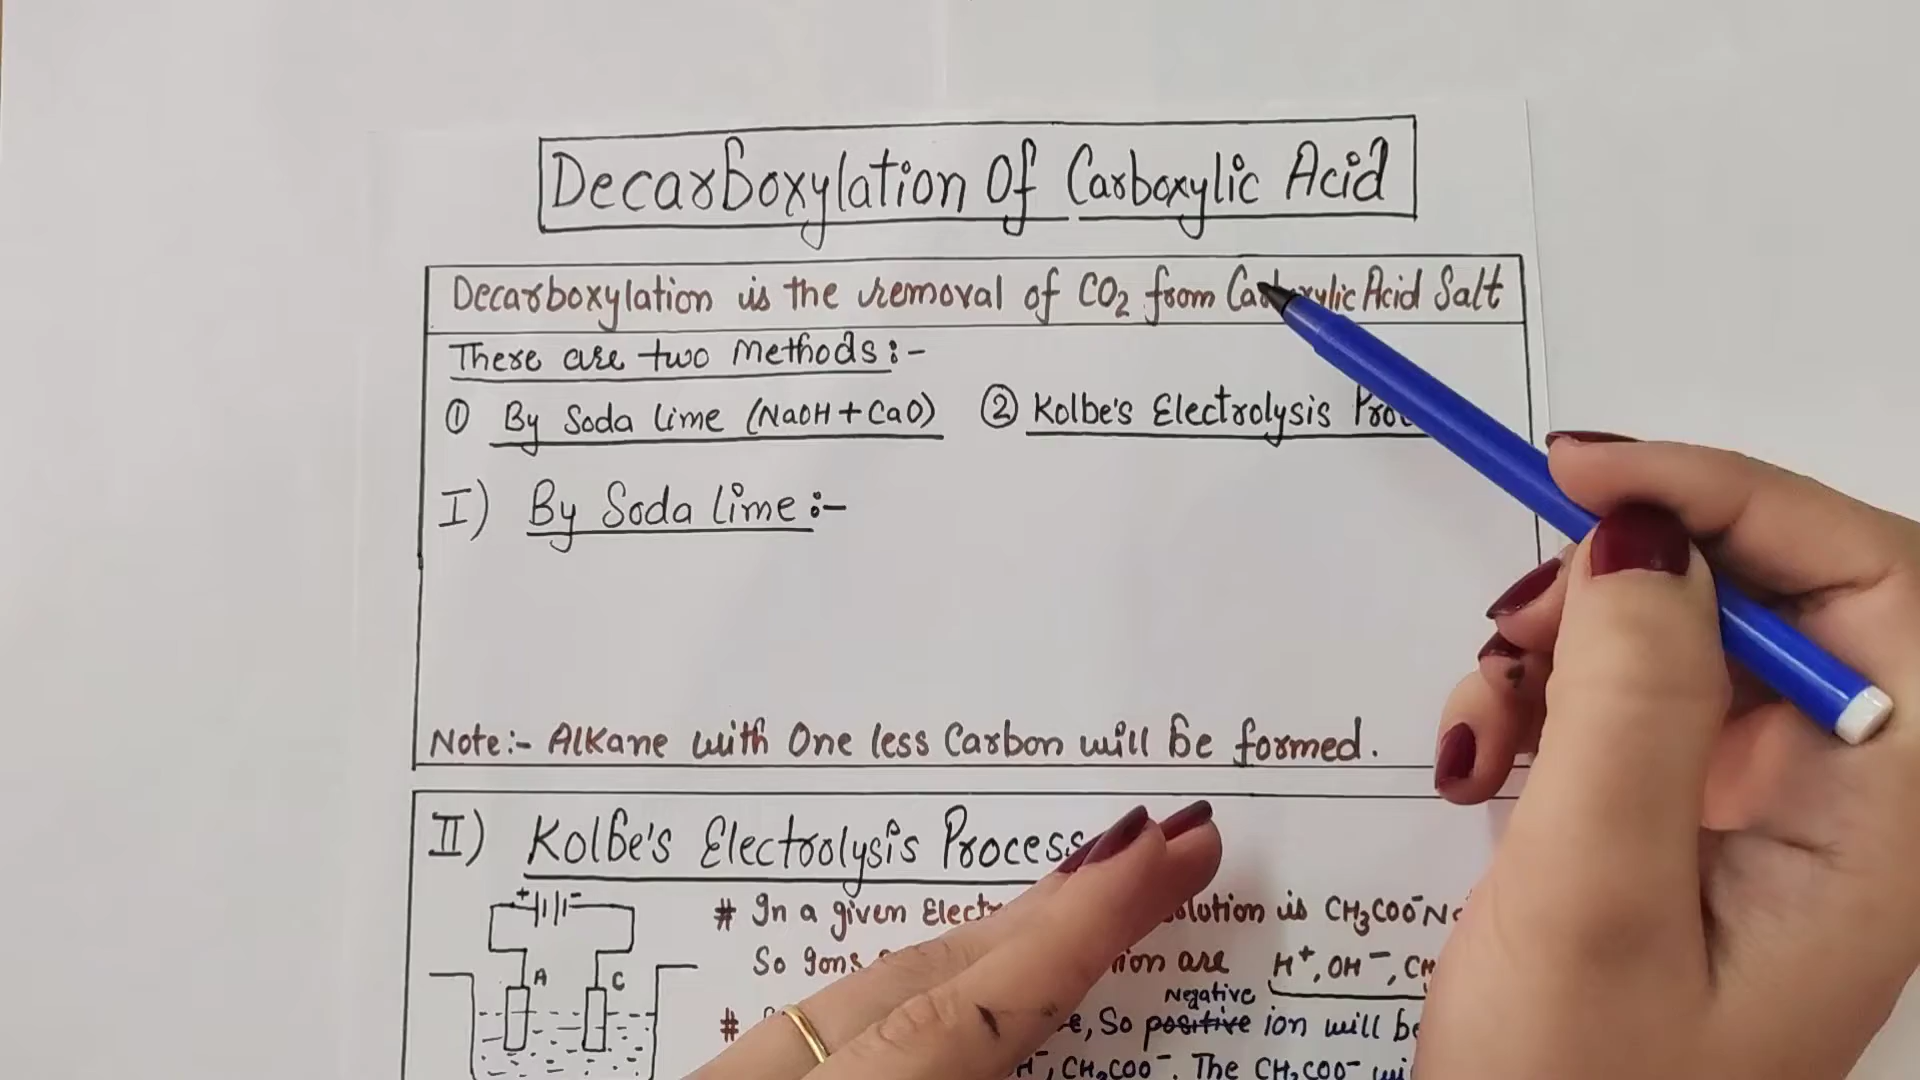 Decarboxylation Of Carboxylic Acid
Decarboxylation is the removal of CO2 from Carboxylic Acid Salt
There are two Methods:-
① By Soda lime (NaOH+CaO) ② Kolbe's Electrolysis
I) By Soda lime:-
Note:- Alkane with One less Carbon will be formed.
II) Kolbe's Electrolysis Process
+ -
A C
# In a given is CH3COO⁻
So Ions are H⁺, OH⁻,
Negative
# , So positive ion will be
CH3COO⁻. The CH3COO⁻